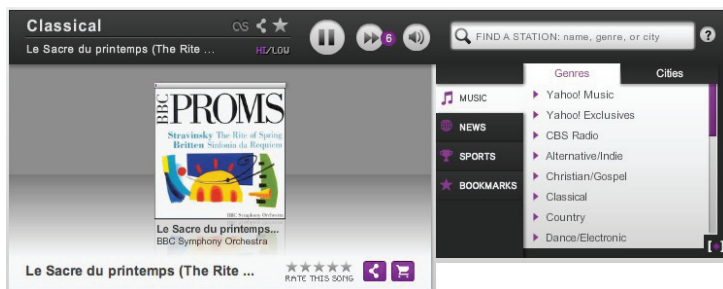 Classical
QS
Le Sacre du printemps (The Rite ...
HI/LOW
6
FIND A STATION: name, genre, or city
?
BBC PROMS
Stravinsky The Rite of Spring
Britten Sinfonia da Requiem
BBC Symphony Orchestra
Le Sacre du printemps...
BBC Symphony Orchestra
Le Sacre du printemps (The Rite ...
RATE THIS SONG
MUSIC
NEWS
SPORTS
BOOKMARKS
Genres
Cities
Yahoo! Music
Yahoo! Exclusives
CBS Radio
Alternative/Indie
Christian/Gospel
Classical
Country
Dance/Electronic